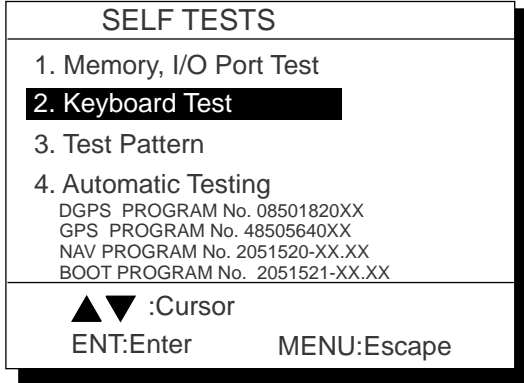 SELF TESTS
1. Memory, I/O Port Test
2. Keyboard Test
3. Test Pattern
4. Automatic Testing
DGPS PROGRAM No. 08501820XX
GPS PROGRAM No. 48505640XX
NAV PROGRAM No. 2051520-XX.XX
BOOT PROGRAM No. 2051521-XX.XX
▲▼ :Cursor
ENT:Enter MENU:Escape